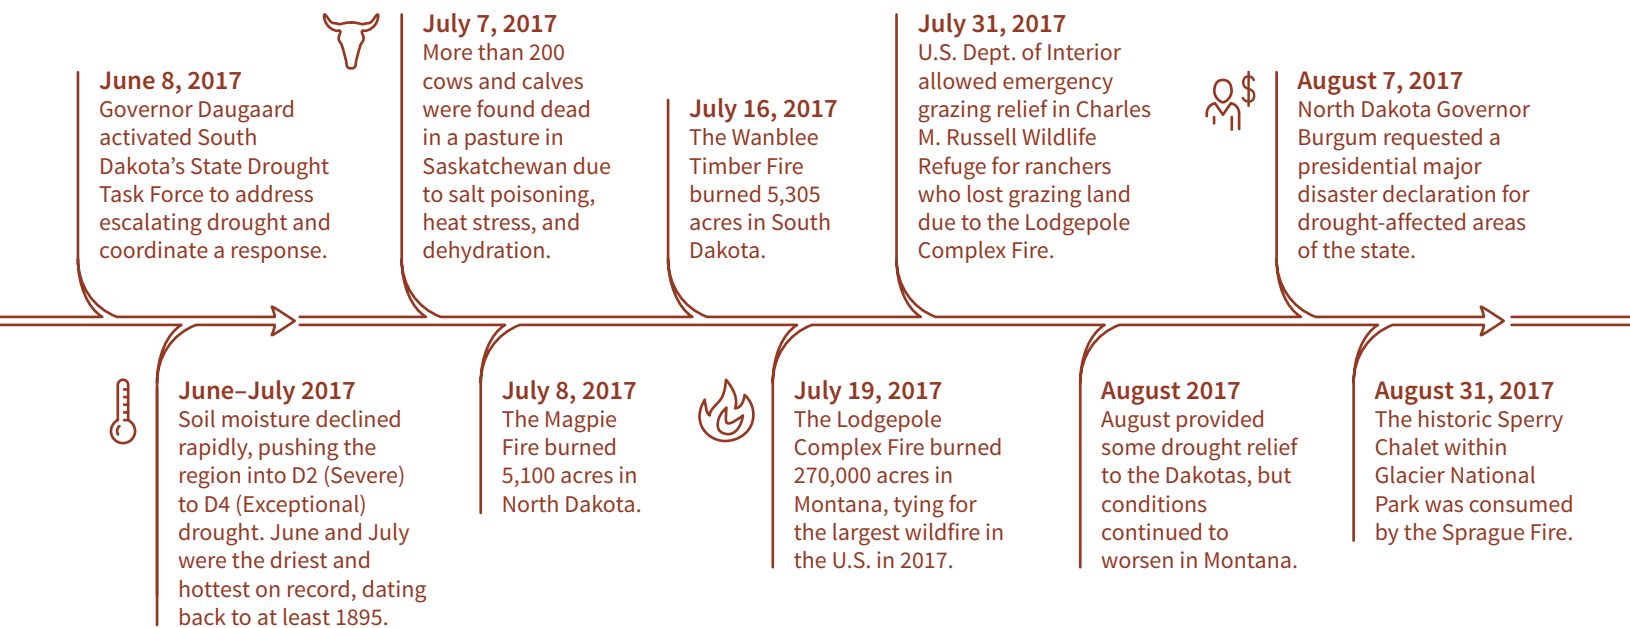 June 8, 2017
Governor Daugaard
activated South
Dakota’s State Drought
Task Force to address
escalating drought and
coordinate a response.
June–July 2017
Soil moisture declined
rapidly, pushing the
region into D2 (Severe)
to D4 (Exceptional)
drought. June and July
were the driest and
hottest on record, dating
back to at least 1895.
July 7, 2017
More than 200
cows and calves
were found dead
in a pasture in
Saskatchewan due
to salt poisoning,
heat stress, and
dehydration.
July 8, 2017
The Magpie
Fire burned
5,100 acres in
North Dakota.
July 16, 2017
The Wanblee
Timber Fire
burned 5,305
acres in South
Dakota.
July 19, 2017
The Lodgepole
Complex Fire burned
270,000 acres in
Montana, tying for
the largest wildfire in
the U.S. in 2017.
July 31, 2017
U.S. Dept. of Interior
allowed emergency
grazing relief in Charles
M. Russell Wildlife
Refuge for ranchers
who lost grazing land
due to the Lodgepole
Complex Fire.
August 2017
August provided
some drought relief
to the Dakotas, but
conditions
continued to
worsen in Montana.
$
August 7, 2017
North Dakota Governor
Burgum requested a
presidential major
disaster declaration for
drought-affected areas
of the state.
August 31, 2017
The historic Sperry
Chalet within
Glacier National
Park was consumed
by the Sprague Fire.